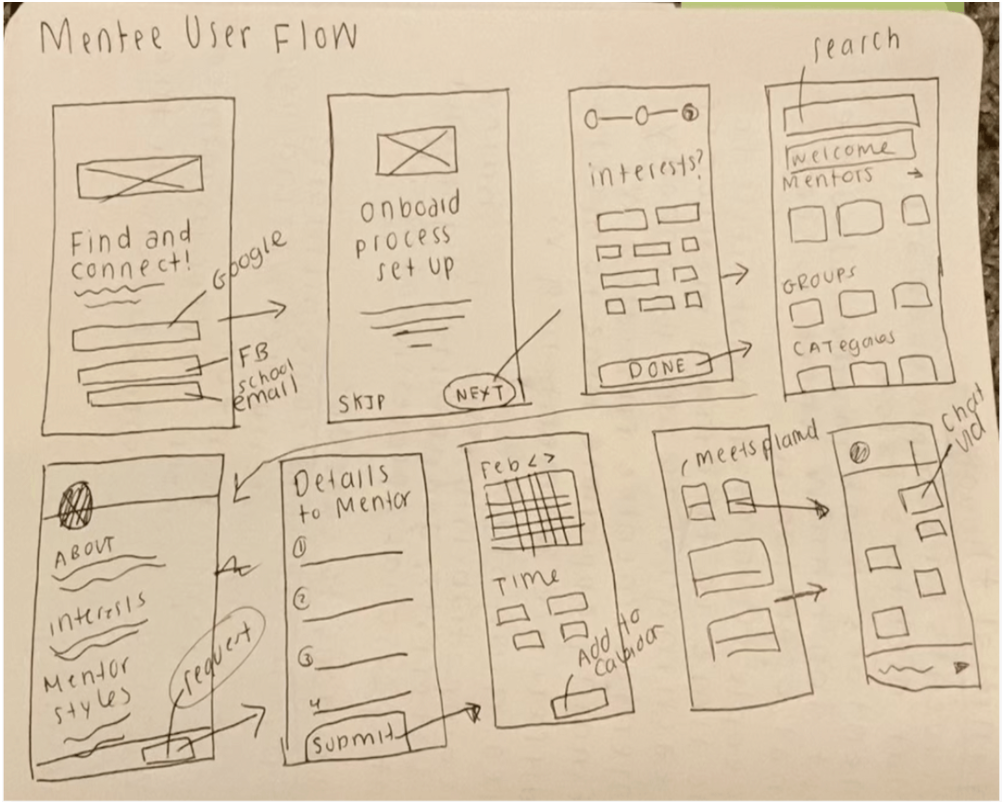 Mentee User Flow
search
Find and
connect!
Google
FB
school
email
onboard
process
set up
SKIP
NEXT
3
interests?
DONE
welcome
Mentors
GROUPS
CATegories
ABOUT
interests
Mentor
styles
request
Details
to Mentor
1
2
3
4
submit
Feb < >
TIME
Add to
meets
chat
vid